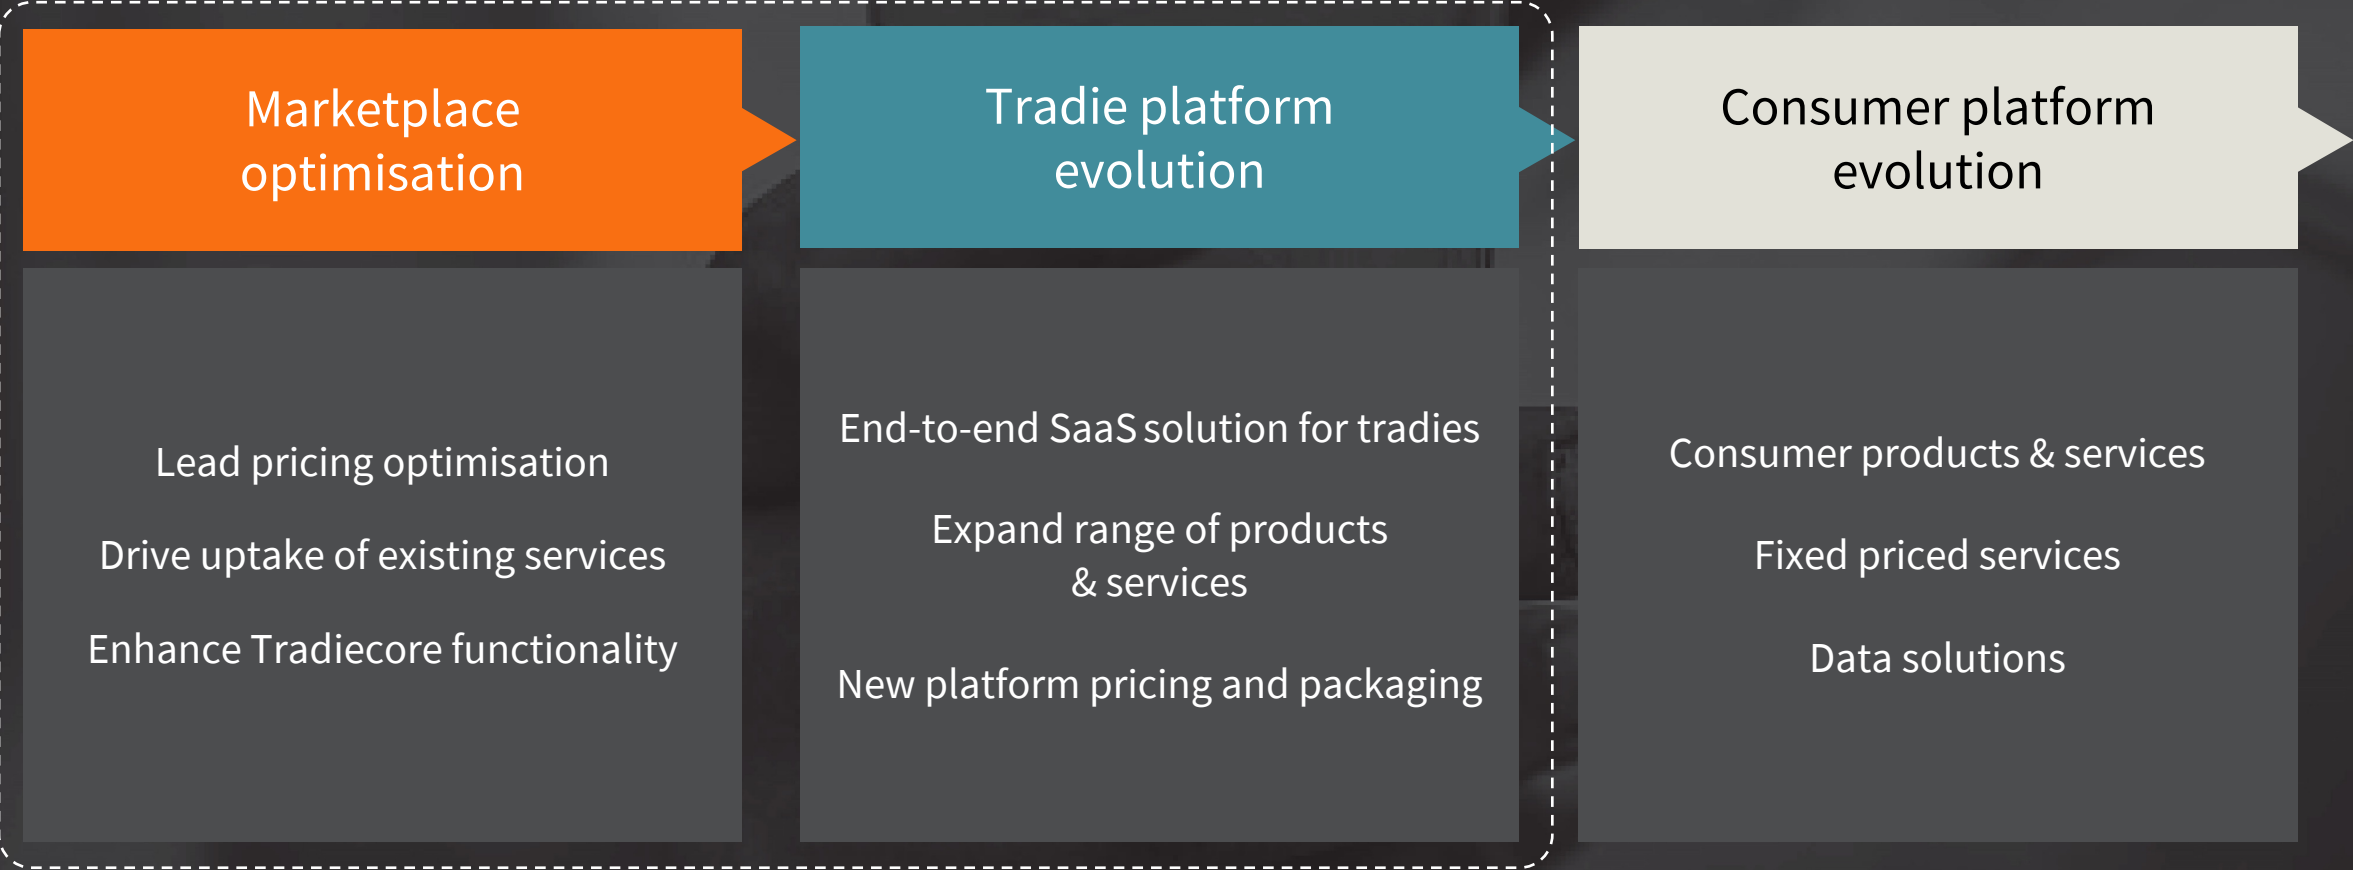 Marketplace
optimisation
Lead pricing optimisation
Drive uptake of existing services
Enhance Tradiecore functionality
Tradie platform
evolution
End-to-end SaaS solution for tradies
Expand range of products
& services
New platform pricing and packaging
Consumer platform
evolution
Consumer products & services
Fixed priced services
Data solutions